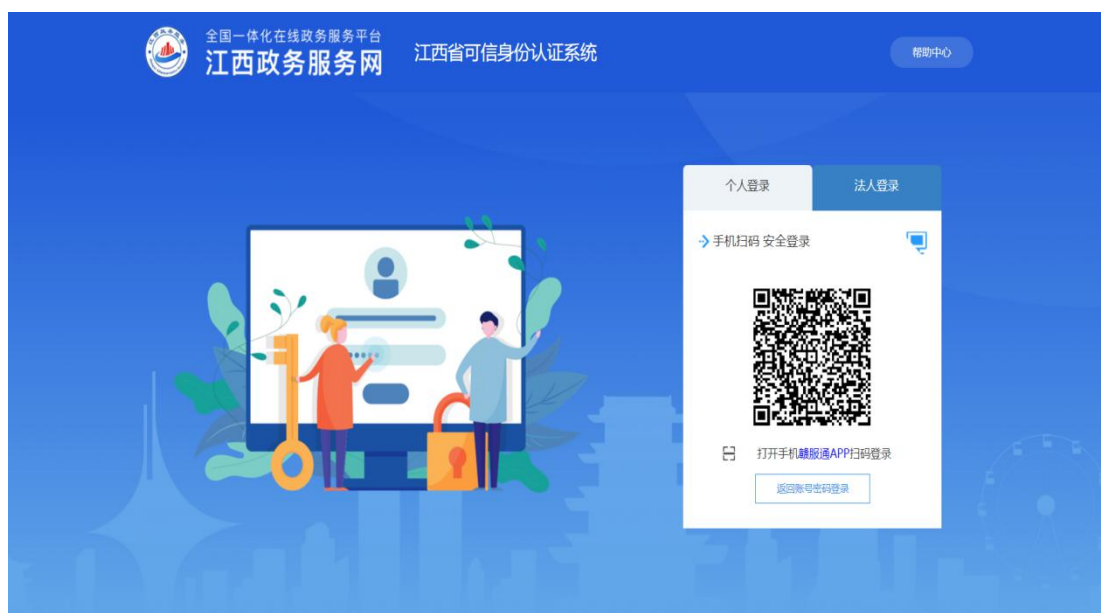 全国一体化在线政务服务平台
江西政务服务网
江西省可信身份认证系统
帮助中心
个人登录
法人登录
手机扫码 安全登录
打开手机赣服通APP扫码登录
返回账号密码登录